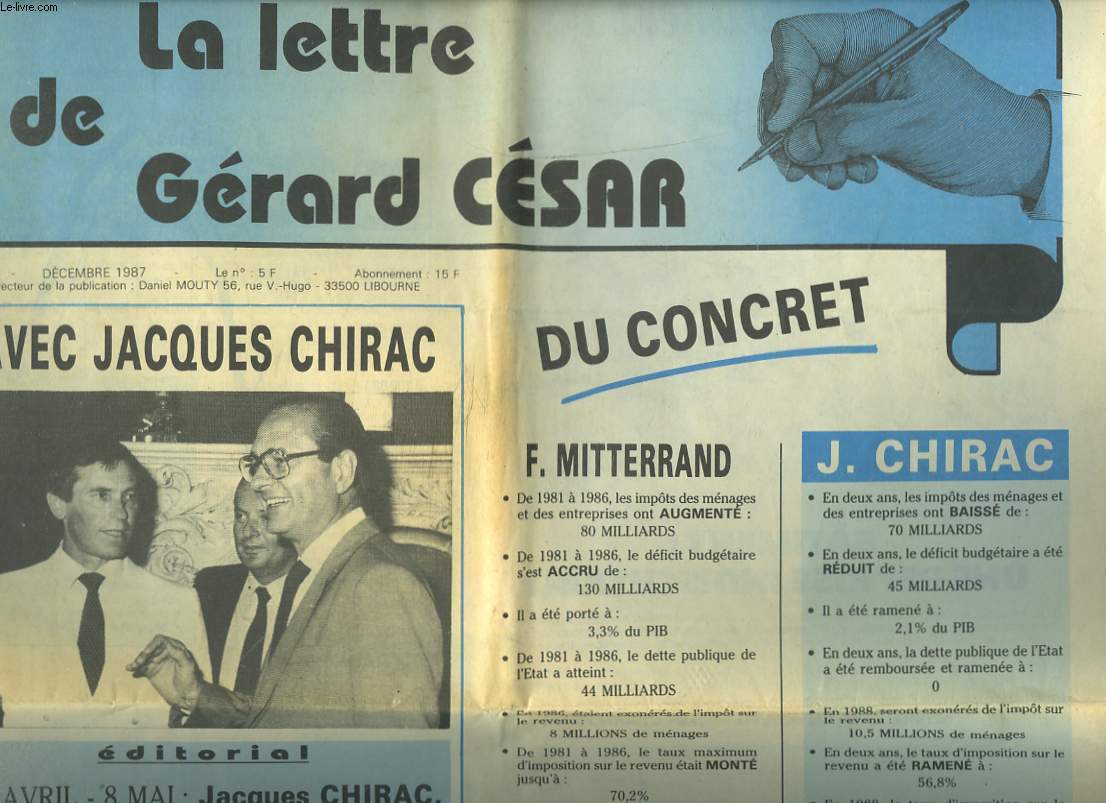 Le-livre.com
La lettre
de
Gérard CÉSAR
- DÉCEMBRE 1987 - Le n° : 5 F - Abonnement : 15 F
ecteur de la publication : Daniel MOUTY 56, rue V.-Hugo - 33500 LIBOURNE
AVEC JACQUES CHIRAC
éditorial
AVRIL - 8 MAI : Jacques CHIRAC,
DU CONCRET
F. MITTERRAND
• De 1981 à 1986, les impôts des ménages
et des entreprises ont AUGMENTÉ :
80 MILLIARDS
• De 1981 à 1986, le déficit budgétaire
s'est ACCRU de :
130 MILLIARDS
• Il a été porté à :
3,3% du PIB
• De 1981 à 1986, le dette publique de
l'Etat a atteint :
44 MILLIARDS
• En 1986, étaient exonérés de l'impôt sur
le revenu :
8 MILLIONS de ménages
• De 1981 à 1986, le taux maximum
d'imposition sur le revenu était MONTÉ
jusqu'à :
70,2%
J. CHIRAC
• En deux ans, les impôts des ménages et
des entreprises ont BAISSÉ de :
70 MILLIARDS
• En deux ans, le déficit budgétaire a été
RÉDUIT de :
45 MILLIARDS
• Il a été ramené à :
2,1% du PIB
• En deux ans, la dette publique de l'Etat
a été remboursée et ramenée à :
0
• En 1988, seront exonérés de l'impôt sur
le revenu :
10,5 MILLIONS de ménages
• En deux ans, le taux d'imposition sur le
revenu a été RAMENÉ à :
56,8%